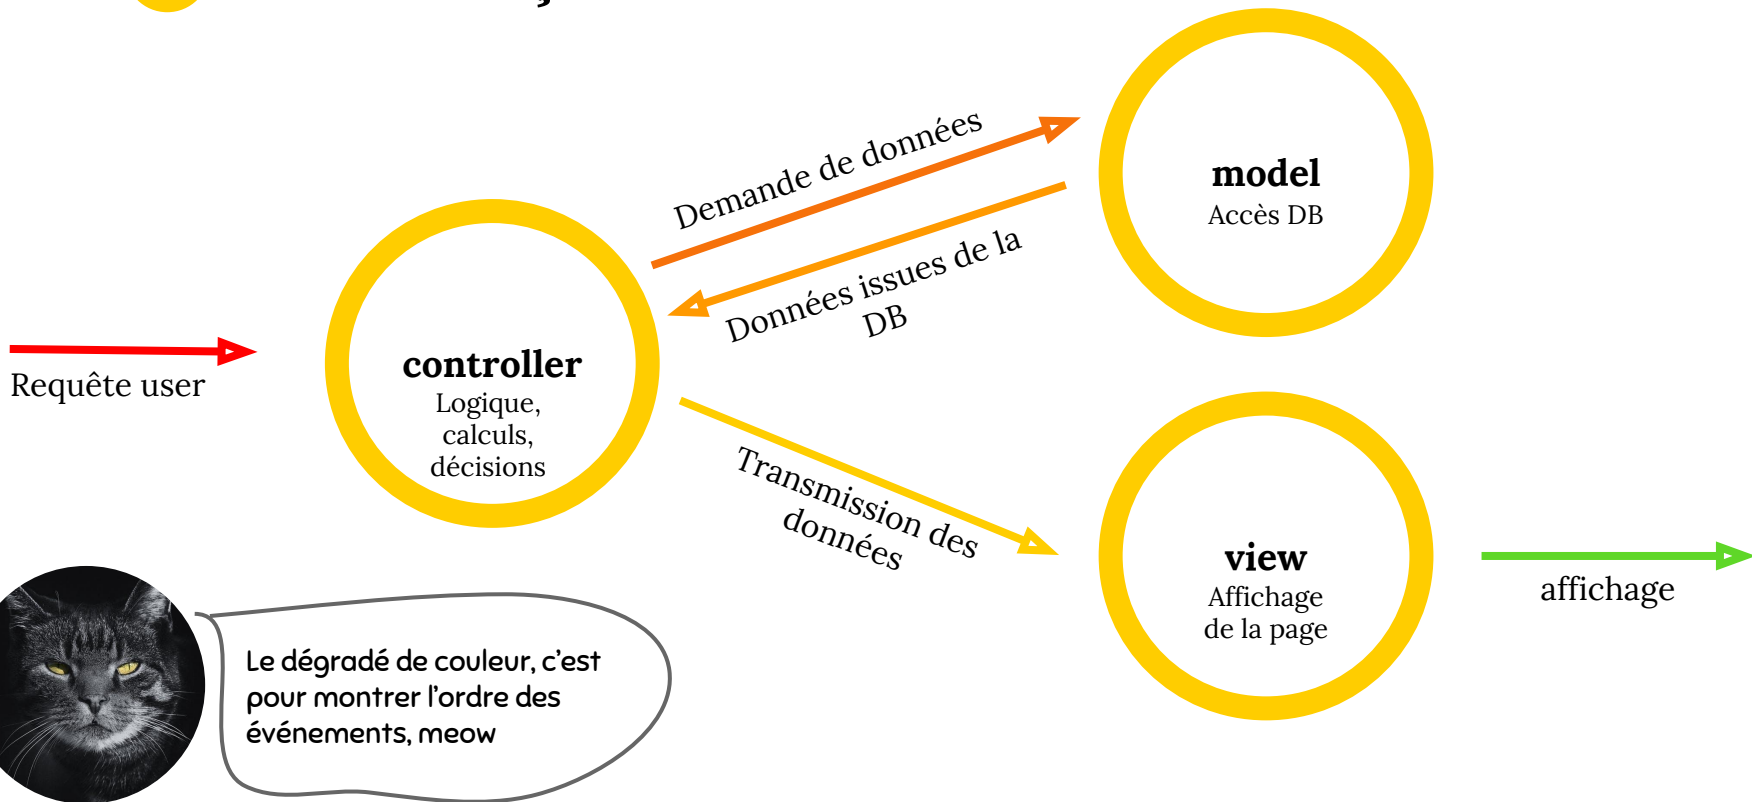 Demande de données
model
Accès DB
Données issues de la
DB
Requête user
controller
Logique,
calculs,
décisions
Transmission des
données
view
Affichage
de la page
affichage
Le dégradé de couleur, c’est
pour montrer l’ordre des
événements, meow